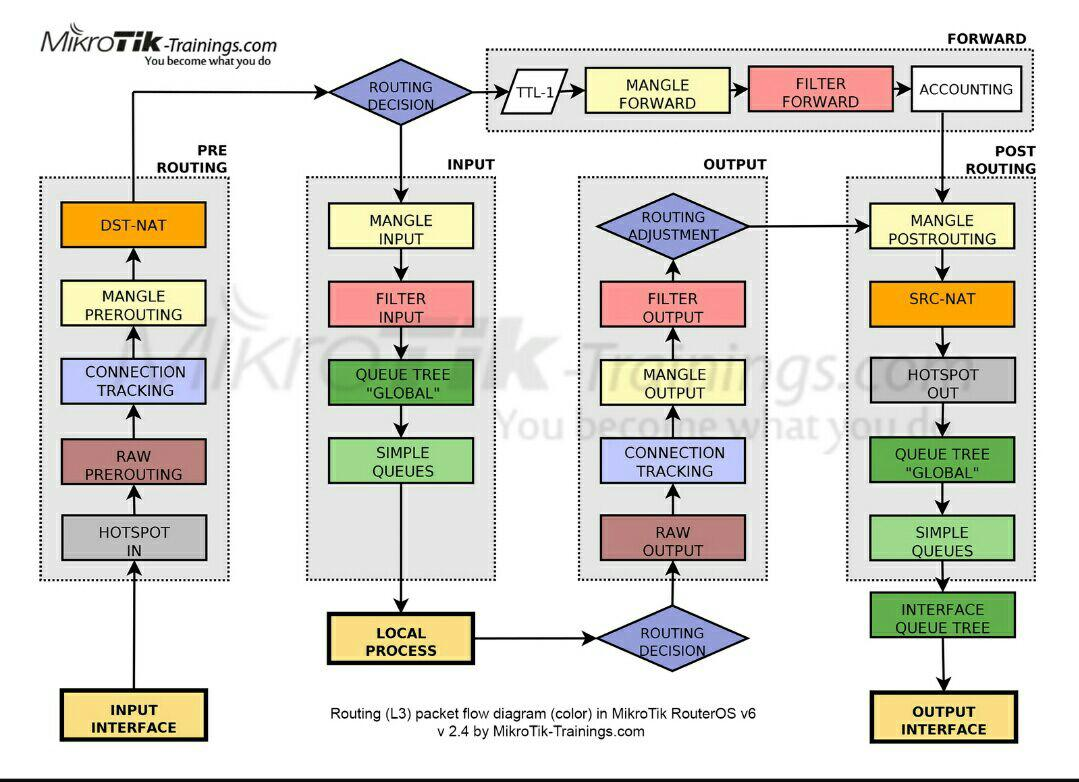 MikroTik-Trainings.com
You become what you do
FORWARD
ROUTING
DECISION
TTL-1
MANGLE
FORWARD
FILTER
FORWARD
ACCOUNTING
PRE
ROUTING
DST-NAT
MANGLE
PREROUTING
CONNECTION
TRACKING
RAW
PREROUTING
HOTSPOT
IN
INPUT
INTERFACE
INPUT
MANGLE
INPUT
FILTER
INPUT
QUEUE TREE
"GLOBAL"
SIMPLE
QUEUES
LOCAL
PROCESS
OUTPUT
ROUTING
ADJUSTMENT
FILTER
OUTPUT
MANGLE
OUTPUT
CONNECTION
TRACKING
RAW
OUTPUT
ROUTING
DECISION
POST
ROUTING
MANGLE
POSTROUTING
SRC-NAT
HOTSPOT
OUT
QUEUE TREE
"GLOBAL"
SIMPLE
QUEUES
INTERFACE
QUEUE TREE
OUTPUT
INTERFACE
MikroTik-Trainings.com
You become what you do
Routing (L3) packet flow diagram (color) in MikroTik RouterOS v6
v 2.4 by MikroTik-Trainings.com